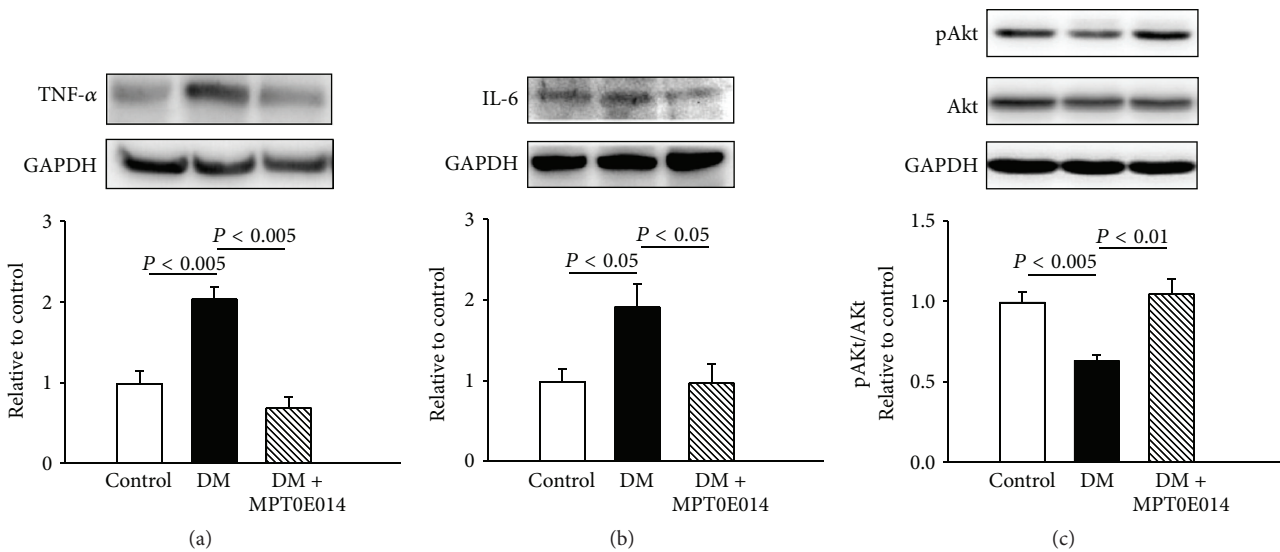 TNF-α
GAPDH
3
2
1
0
Relative to control
P < 0.005
P < 0.005
Control
DM
DM +
MPT0E014
(a)
IL-6
GAPDH
3
2
1
0
Relative to control
P < 0.05
P < 0.05
Control
DM
DM +
MPT0E014
(b)
pAkt
Akt
GAPDH
1.5
1.0
0.5
0.0
pAKt/AKt
Relative to control
P < 0.01
P < 0.005
Control
DM
DM +
MPT0E014
(c)